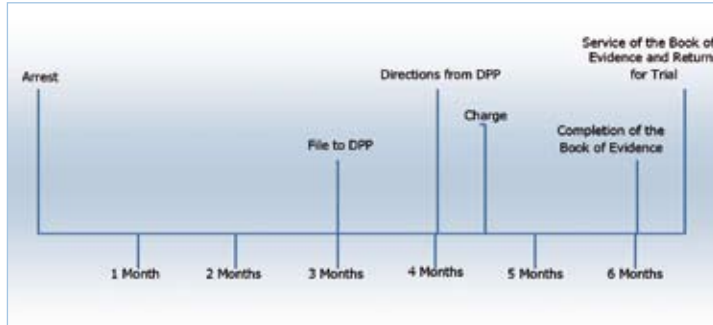 Arrest
File to DPP
Directions from DPP
Charge
Completion of the
Book of Evidence
Service of the Book of
Evidence and Return
for Trial
1 Month
2 Months
3 Months
4 Months
5 Months
6 Months